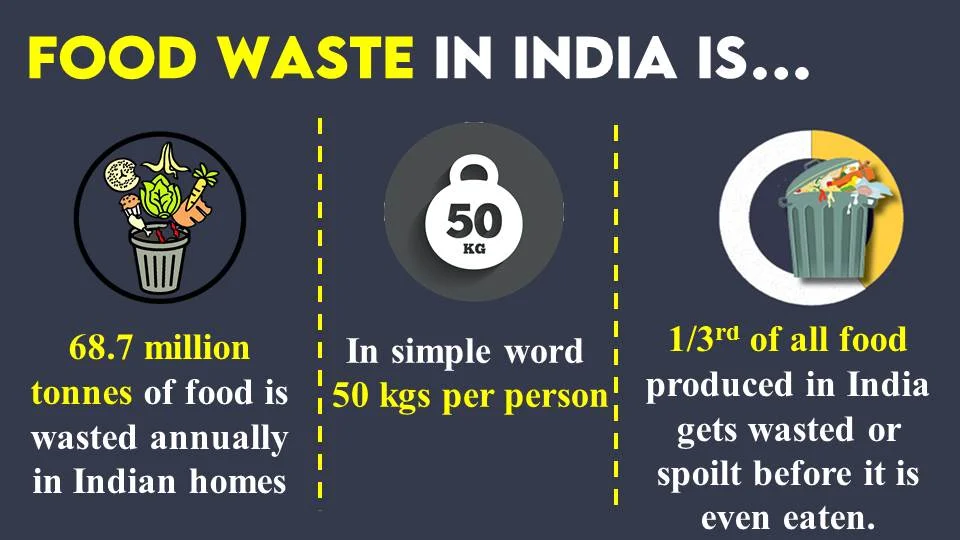 FOOD WASTE IN INDIA IS...
68.7 million
tonnes of food is
wasted annually
in Indian homes
50
KG
In simple word
50 kgs per person
1/3rd of all food
produced in India
gets wasted or
spoilt before it is
even eaten.